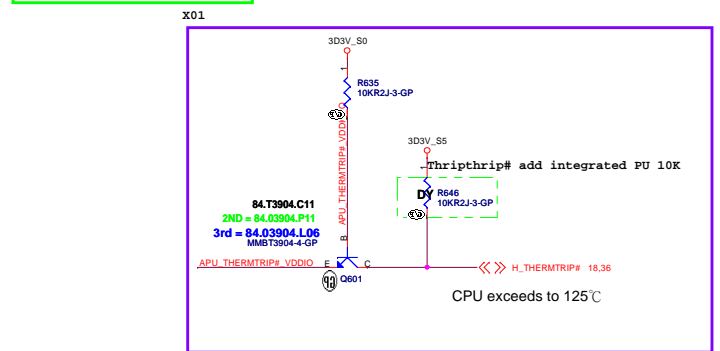 X01
3D3V_S0
1
R635
10KR2J-3-GP
APU_THERMTRIP#_VDDIO
3D3V_S5
1
Thripthrip# add integrated PU 10K
DY
R646
10KR2J-3-GP
84.T3904.C11
2ND = 84.03904.P11
3rd = 84.03904.L06
MMBT3904-4-GP
B
APU_THERMTRIP#_VDDIO
E
C
H_THERMTRIP# 18,36
Q601
CPU exceeds to 125℃